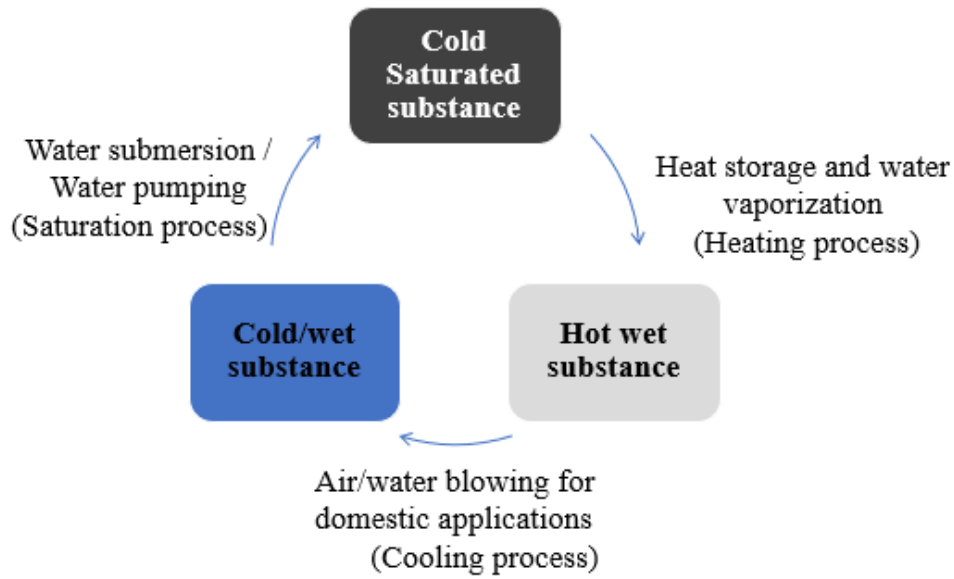 Cold
Saturated
substance
Water submersion /
Water pumping
(Saturation process)
Heat storage and water
vaporization
(Heating process)
Cold/wet
substance
Hot wet
substance
Air/water blowing for
domestic applications
(Cooling process)